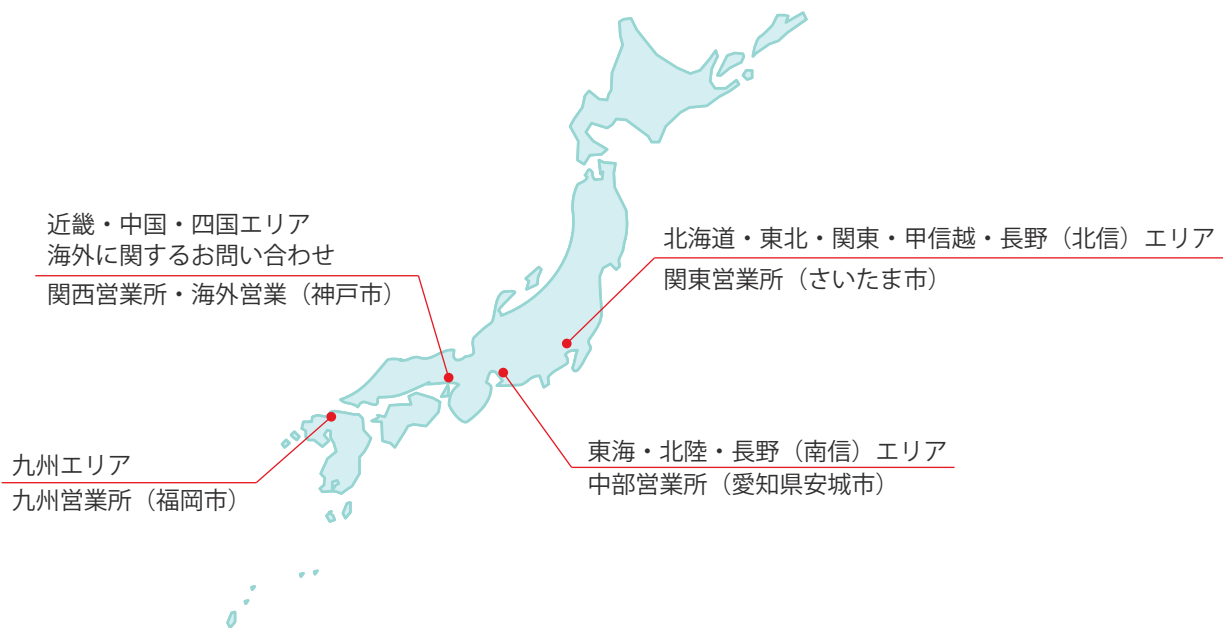 近畿・中国・四国エリア
海外に関するお問い合わせ
関西営業所・海外営業（神戸市）
北海道・東北・関東・甲信越・長野（北信）エリア
関東営業所（さいたま市）
九州エリア
九州営業所（福岡市）
東海・北陸・長野（南信）エリア
中部営業所（愛知県安城市）